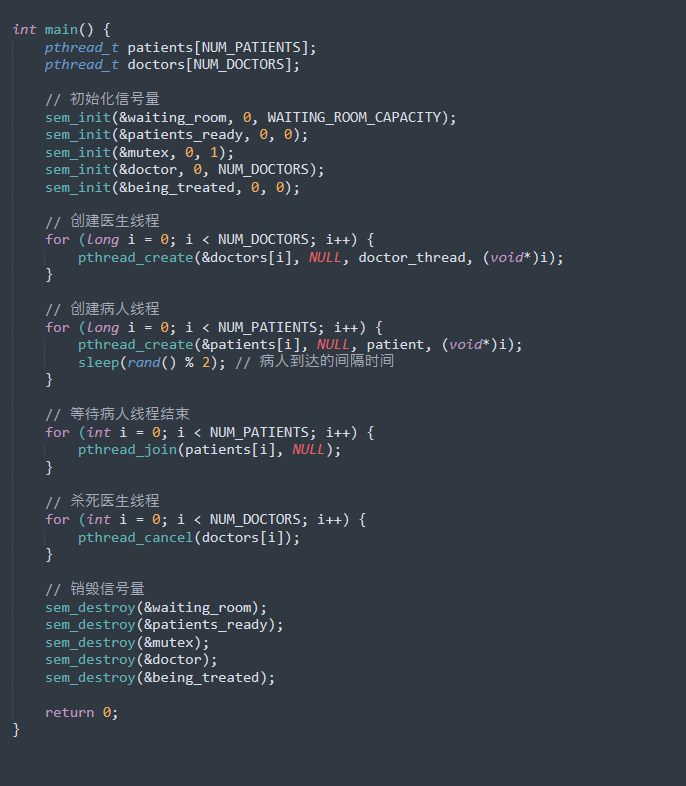 int main() {
pthread_t patients[NUM_PATIENTS];
pthread_t doctors[NUM_DOCTORS];
// 初始化信号量
sem_init(&waiting_room, 0, WAITING_ROOM_CAPACITY);
sem_init(&patients_ready, 0, 0);
sem_init(&mutex, 0, 1);
sem_init(&doctor, 0, NUM_DOCTORS);
sem_init(&being_treated, 0, 0);
// 创建医生线程
for (long i = 0; i < NUM_DOCTORS; i++) {
pthread_create(&doctors[i], NULL, doctor_thread, (void*)i);
}
// 创建病人线程
for (long i = 0; i < NUM_PATIENTS; i++) {
pthread_create(&patients[i], NULL, patient, (void*)i);
sleep(rand() % 2); // 病人到达的间隔时间
}
// 等待病人线程结束
for (int i = 0; i < NUM_PATIENTS; i++) {
pthread_join(patients[i], NULL);
}
// 杀死医生线程
for (int i = 0; i < NUM_DOCTORS; i++) {
pthread_cancel(doctors[i]);
}
// 销毁信号量
sem_destroy(&waiting_room);
sem_destroy(&patients_ready);
sem_destroy(&mutex);
sem_destroy(&doctor);
sem_destroy(&being_treated);
return 0;
}